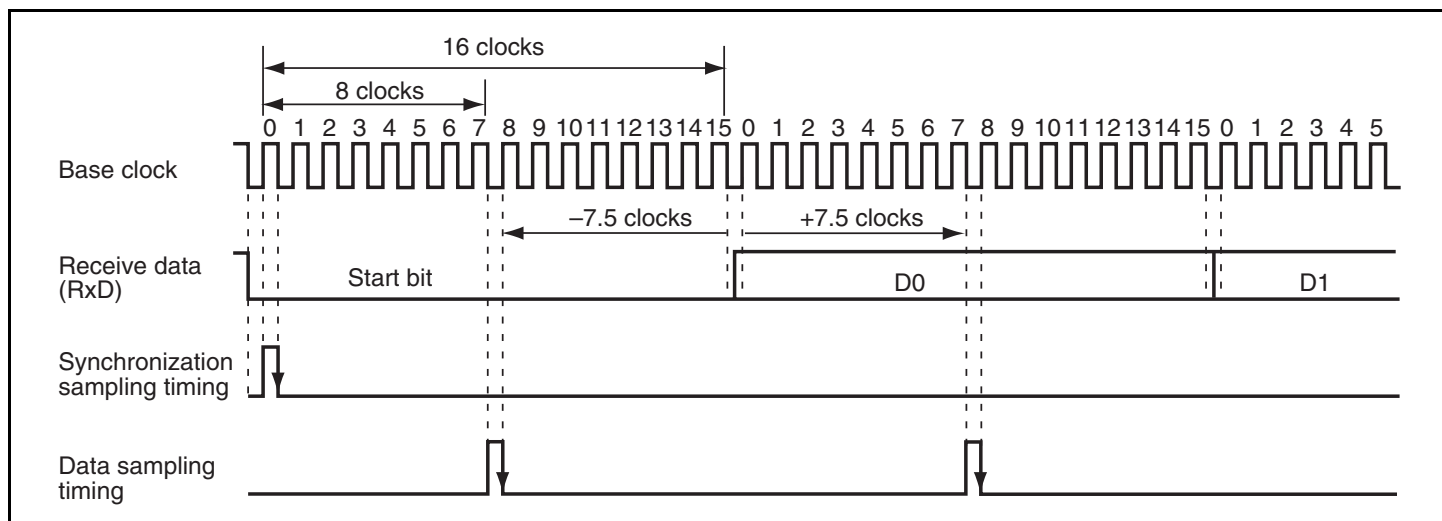 16 clocks
8 clocks
0 1 2 3 4 5 6 7 8 9 10 11 12 13 14 15 0 1 2 3 4 5 6 7 8 9 10 11 12 13 14 15 0 1 2 3 4 5
Base clock
–7.5 clocks +7.5 clocks
Receive data
(RxD)
Start bit D0 D1
Synchronization
sampling timing
Data sampling
timing